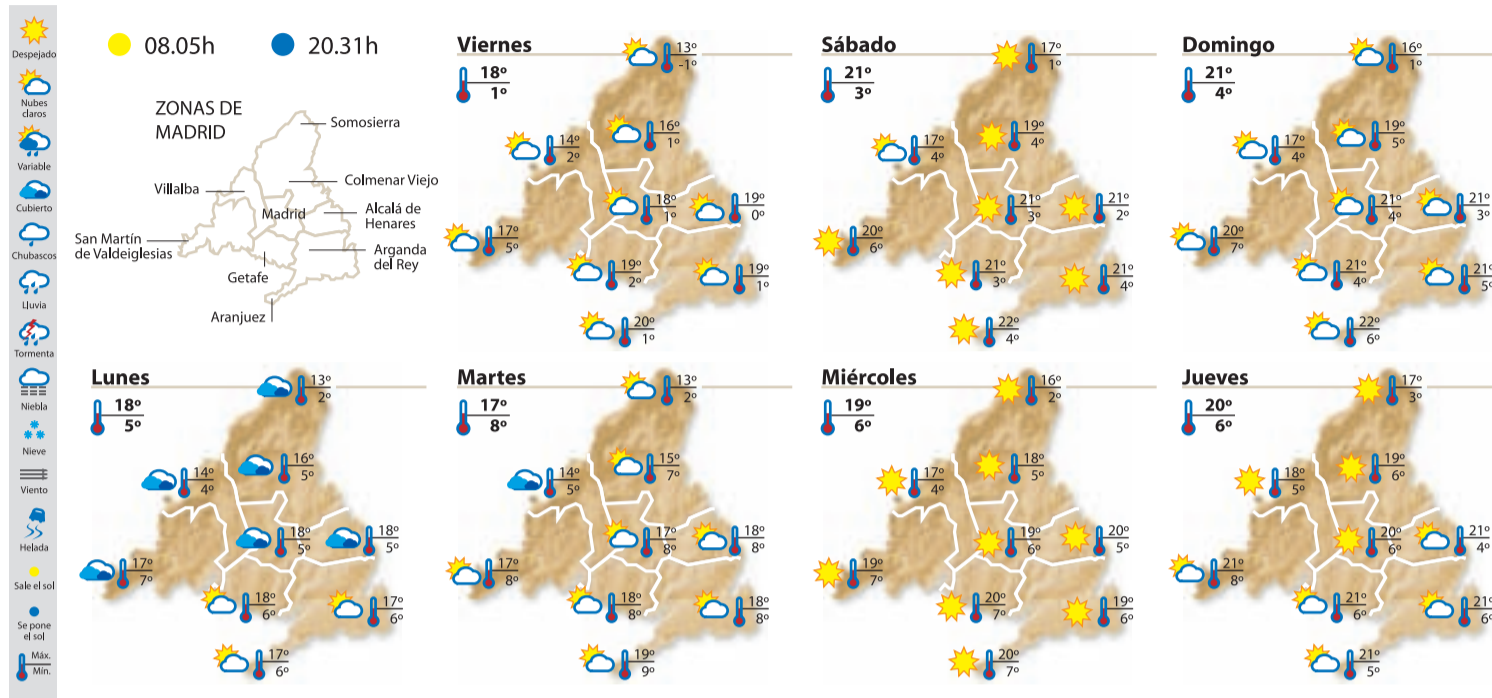 Despejado
Nubes
claros
Variable
Cubierto
Chubascos
Lluvia
Tormenta
Niebla
Nieve
Viento
Helada
Sale el sol
Se pone
el sol
Máx.
Mín.
08.05h 20.31h
ZONAS DE
MADRID
Somosierra
Colmenar Viejo
Villalba
Madrid
Alcalá de
Henares
San Martín
de Valdeiglesias
Arganda
del Rey
Getafe
Aranjuez
Viernes
18º
1º
13º
-1º
16º
1º
14º
2º
18º
1º
19º
0º
17º
5º
19º
2º
19º
1º
20º
1º
Sábado
21º
3º
17º
1º
19º
4º
17º
4º
21º
3º
21º
2º
20º
6º
21º
3º
21º
4º
22º
4º
Domingo
21º
4º
16º
1º
19º
5º
17º
4º
21º
4º
21º
3º
20º
7º
21º
4º
21º
5º
22º
6º
Lunes
18º
5º
13º
2º
16º
5º
14º
4º
18º
5º
18º
5º
17º
7º
18º
6º
17º
6º
17º
6º
Martes
17º
8º
13º
2º
15º
7º
14º
5º
17º
8º
18º
8º
17º
8º
18º
8º
18º
8º
19º
9º
Miércoles
19º
6º
16º
2º
18º
5º
17º
4º
19º
6º
20º
5º
19º
7º
20º
7º
19º
6º
20º
7º
Jueves
20º
6º
17º
3º
19º
6º
18º
5º
20º
6º
21º
4º
21º
8º
21º
6º
21º
6º
21º
5º